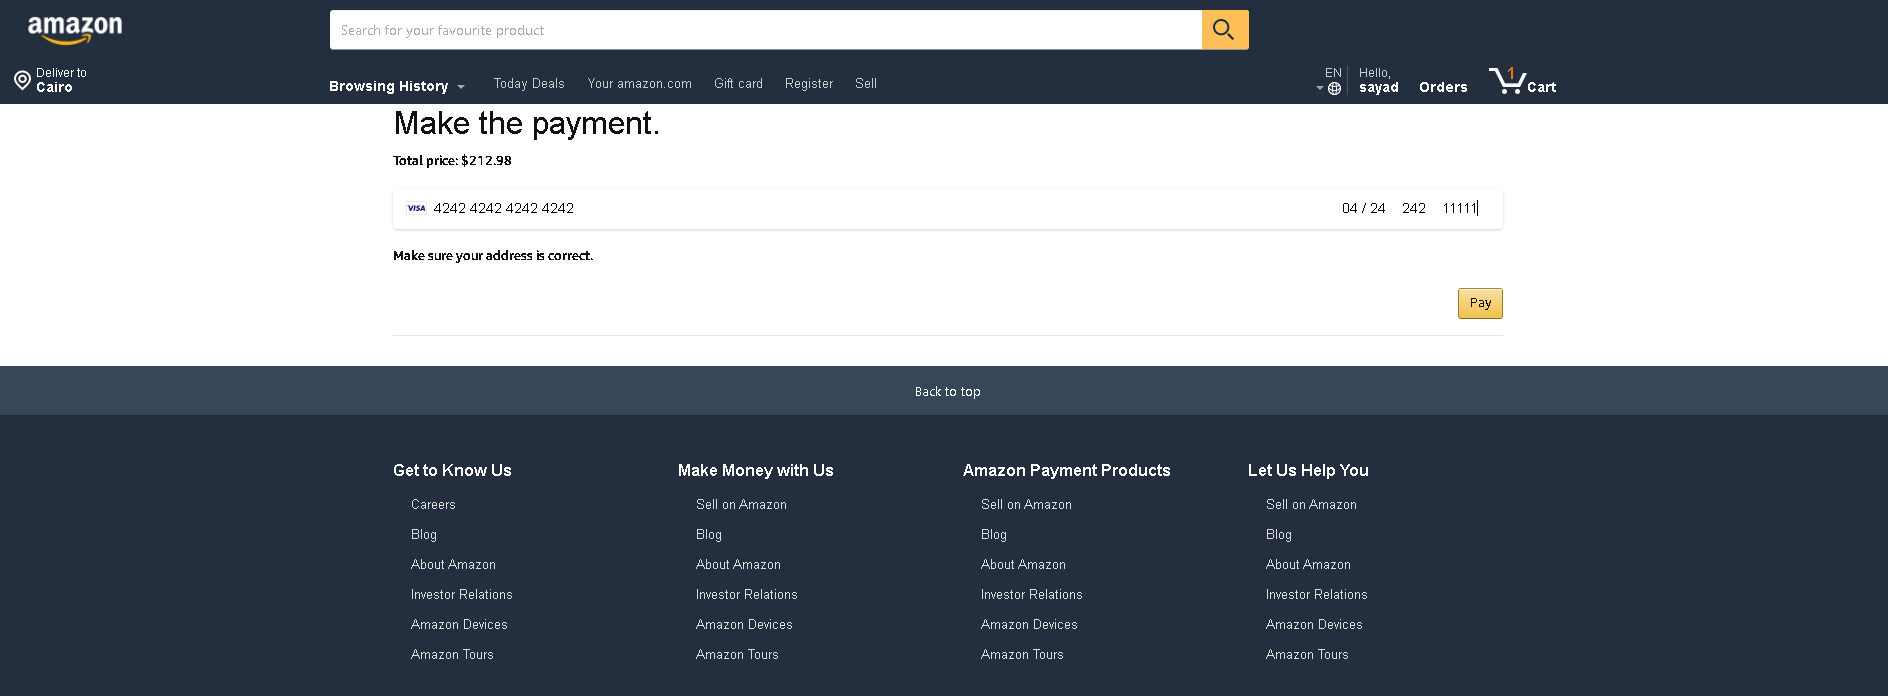 amazon
Search for your favourite product
Deliver to
Cairo
Browsing History Today Deals Your amazon.com Gift card Register Sell
EN
Hello,
sayad
Orders
1
Cart
Make the payment.
Total price: $212.98
VISA 4242 4242 4242 4242 04 / 24 242 11111
Make sure your address is correct.
Pay
Back to top
Get to Know Us
Careers
Blog
About Amazon
Investor Relations
Amazon Devices
Amazon Tours
Make Money with Us
Sell on Amazon
Blog
About Amazon
Investor Relations
Amazon Devices
Amazon Tours
Amazon Payment Products
Sell on Amazon
Blog
About Amazon
Investor Relations
Amazon Devices
Amazon Tours
Let Us Help You
Sell on Amazon
Blog
About Amazon
Investor Relations
Amazon Devices
Amazon Tours